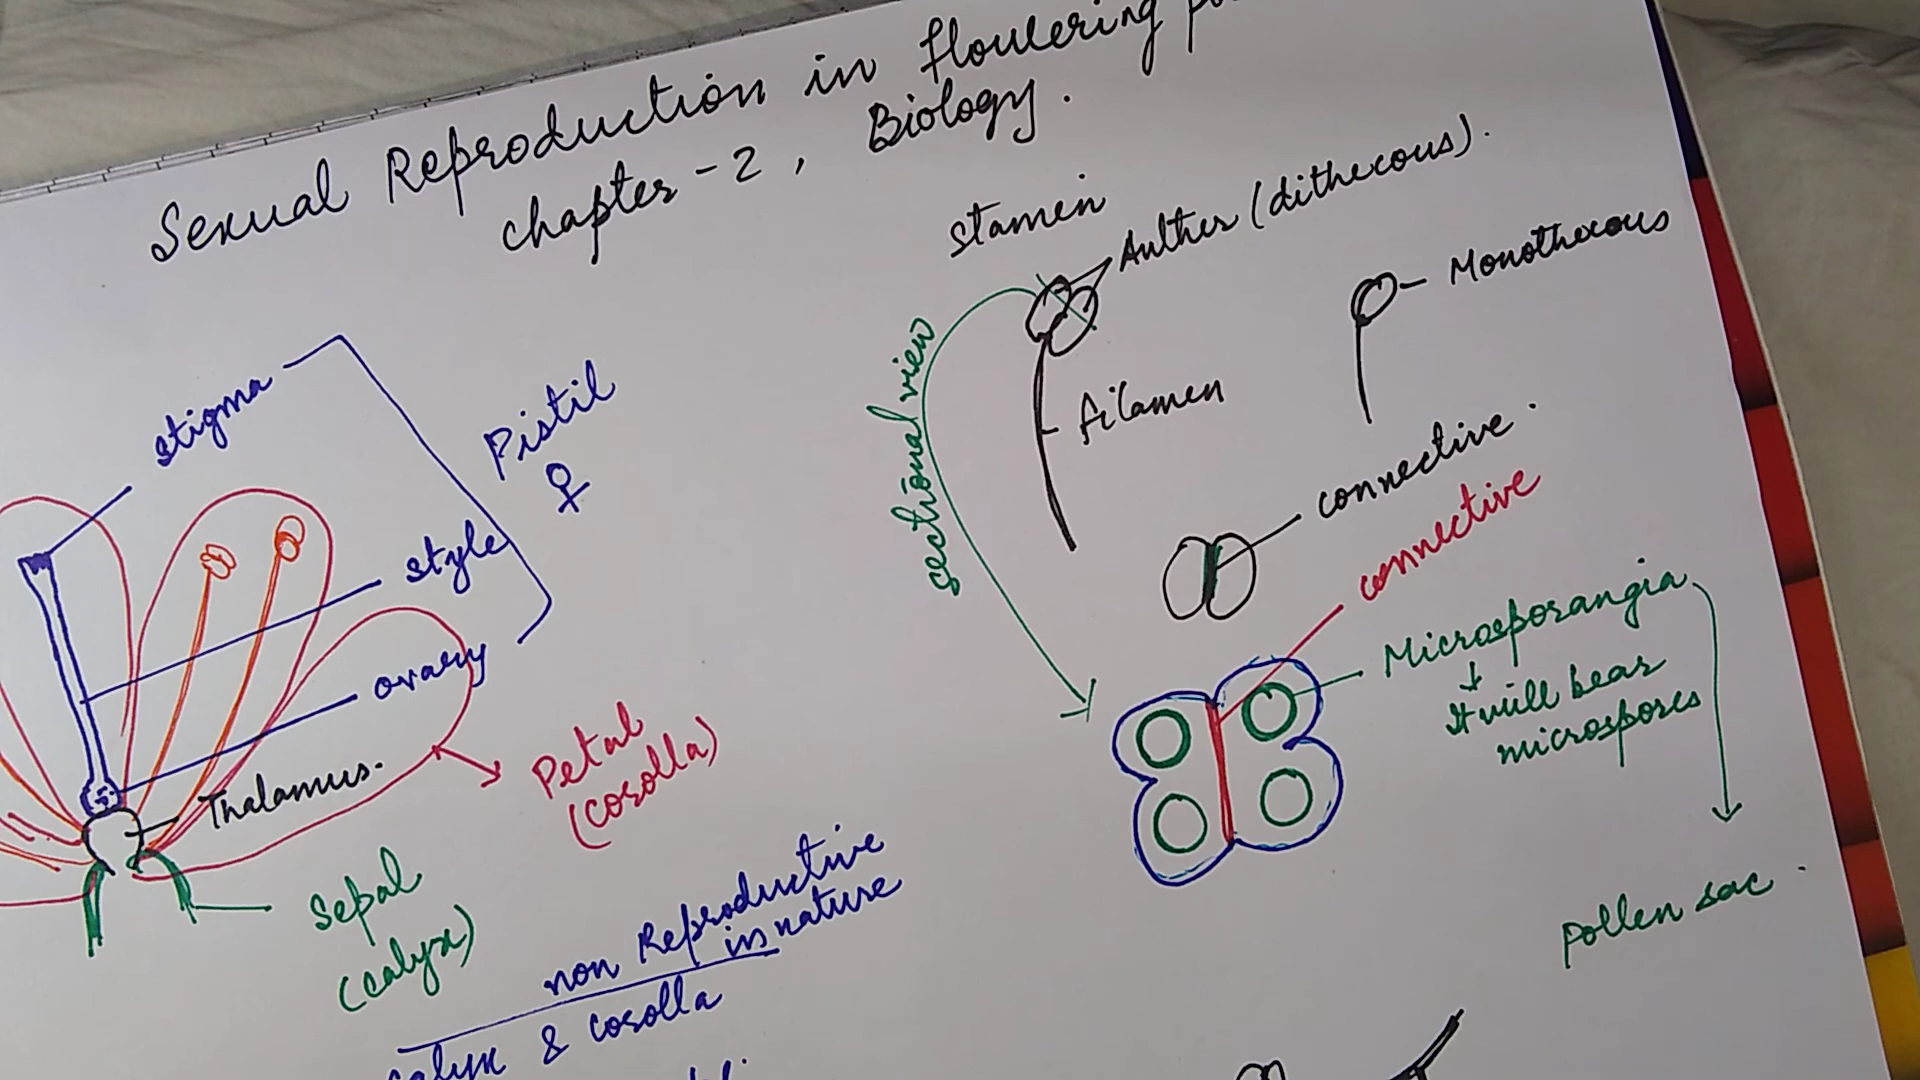 Sexual Reproduction in flowering
chapter - 2, Biology.
stamen
Anther (dithecous).
Monothecous
sectional view
filamen
connective.
connective
Microsporangia
It will bear
microspores
pollen sac.
stigma
Pistil
♀
style
ovary
Thalamus.
Petal
(corolla)
Sepal
(calyx)
non Reproductive
in nature
calyx & corolla